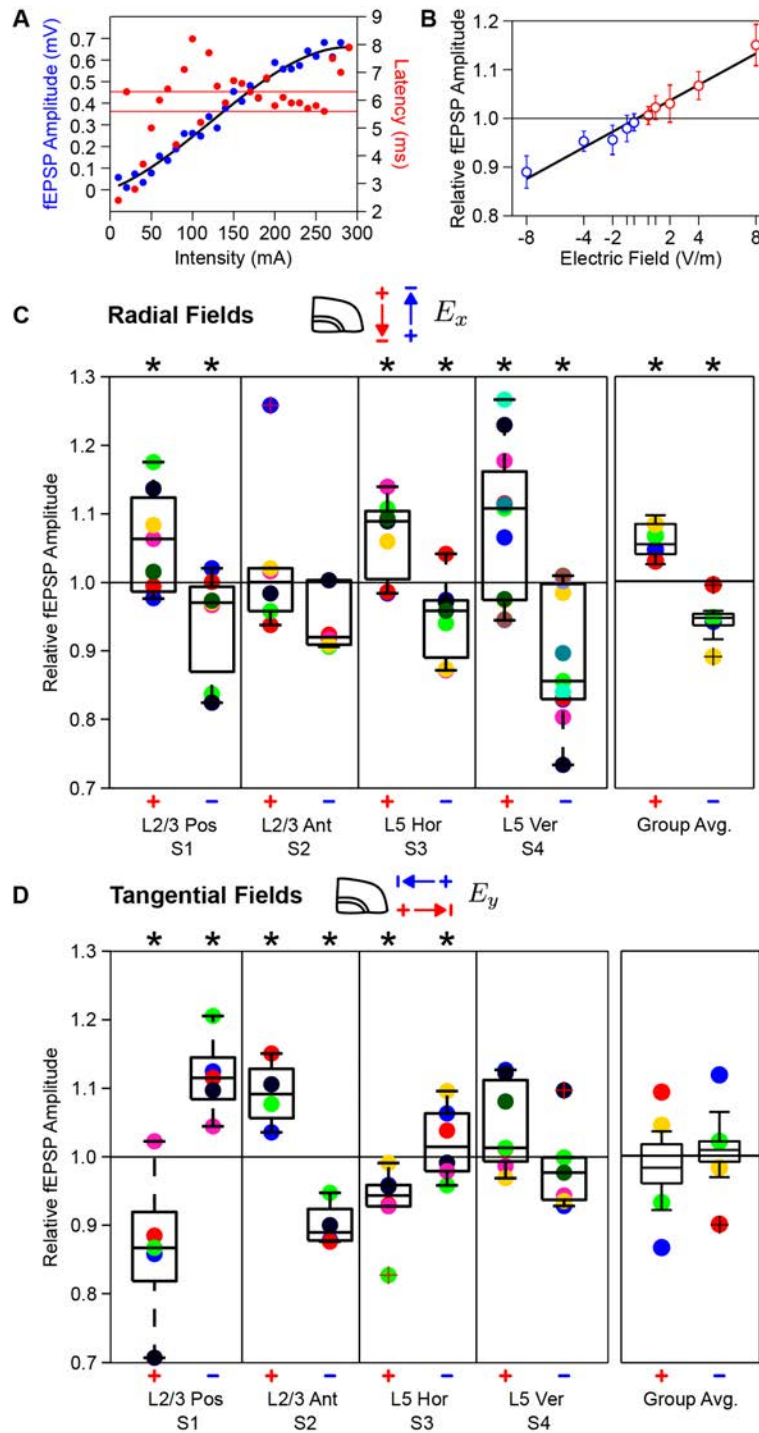 A
fEPSP Amplitude (mV)
0.7
0.6
0.5
0.4
0.3
0.2
0.1
0
9
8
7
6
5
4
3
2
Latency (ms)
0 50 100 150 200 250 300
Intensity (mA)
B
Relative fEPSP Amplitude
1.2
1.1
1.0
0.9
0.8
-8 -4 -2 2 4 8
Electric Field (V/m)
C Radial Fields
+ − Ex
− +
* * * * * * * *
Relative fEPSP Amplitude
1.3
1.2
1.1
1.0
0.9
0.8
0.7
+ − + − + − + − + −
L2/3 Pos L2/3 Ant L5 Hor L5 Ver Group Avg.
S1 S2 S3 S4
D Tangential Fields
+ Ey
+
* * * * * *
Relative fEPSP Amplitude
1.3
1.2
1.1
1.0
0.9
0.8
0.7
+ − + − + − + − + −
L2/3 Pos L2/3 Ant L5 Hor L5 Ver Group Avg.
S1 S2 S3 S4